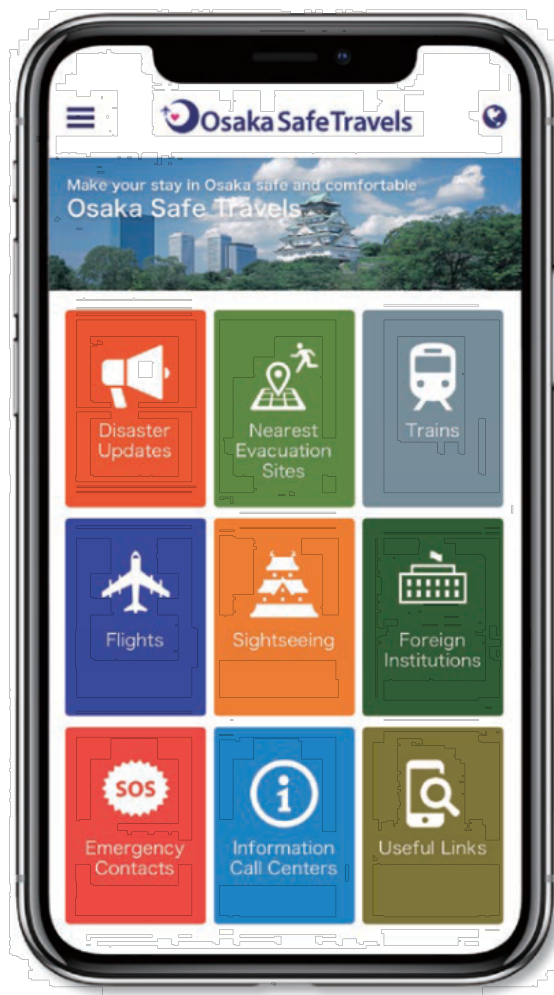 Osaka Safe Travels
Make your stay in Osaka safe and comfortable
Osaka Safe Travels
Disaster
Updates
Nearest
Evacuation
Sites
Trains
Flights
Sightseeing
Foreign
Institutions
SOS
Emergency
Contacts
i
Information
Call Centers
Useful Links